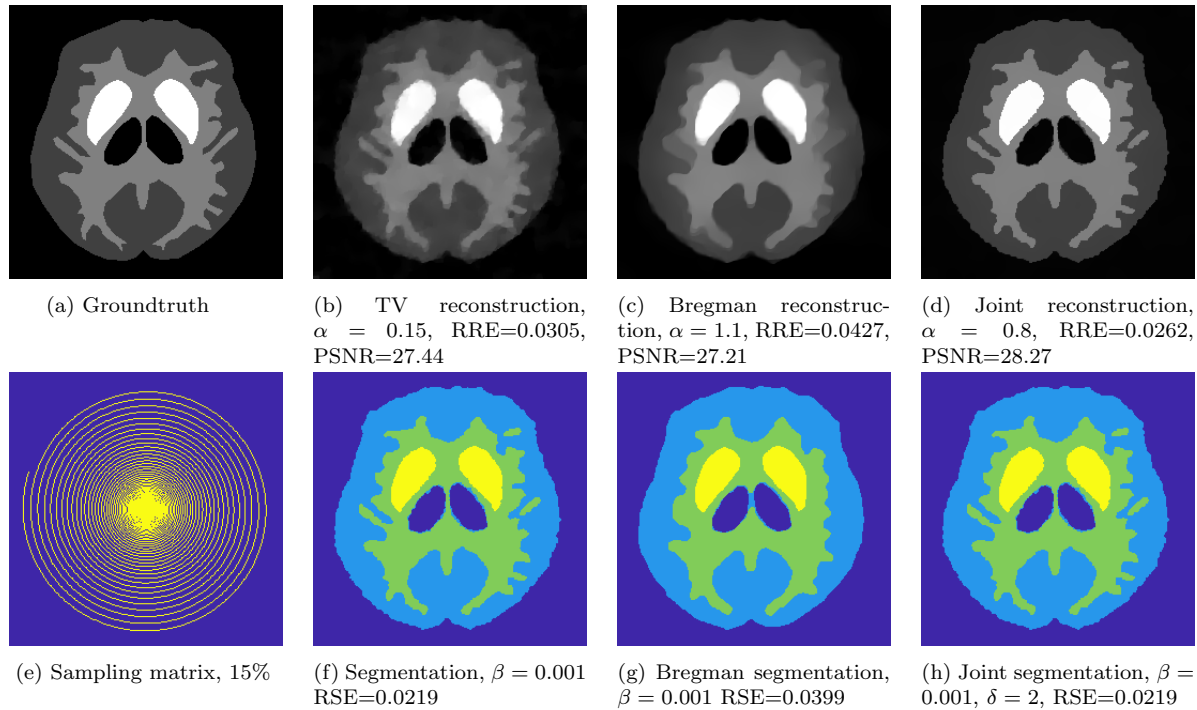 (a) Groundtruth
(b) TV reconstruction,
α = 0.15, RRE=0.0305,
PSNR=27.44
(c) Bregman reconstruc-
tion, α = 1.1, RRE=0.0427,
PSNR=27.21
(d) Joint reconstruction,
α = 0.8, RRE=0.0262,
PSNR=28.27
(e) Sampling matrix, 15%
(f) Segmentation, β = 0.001
RSE=0.0219
(g) Bregman segmentation,
β = 0.001 RSE=0.0399
(h) Joint segmentation, β =
0.001, δ = 2, RSE=0.0219